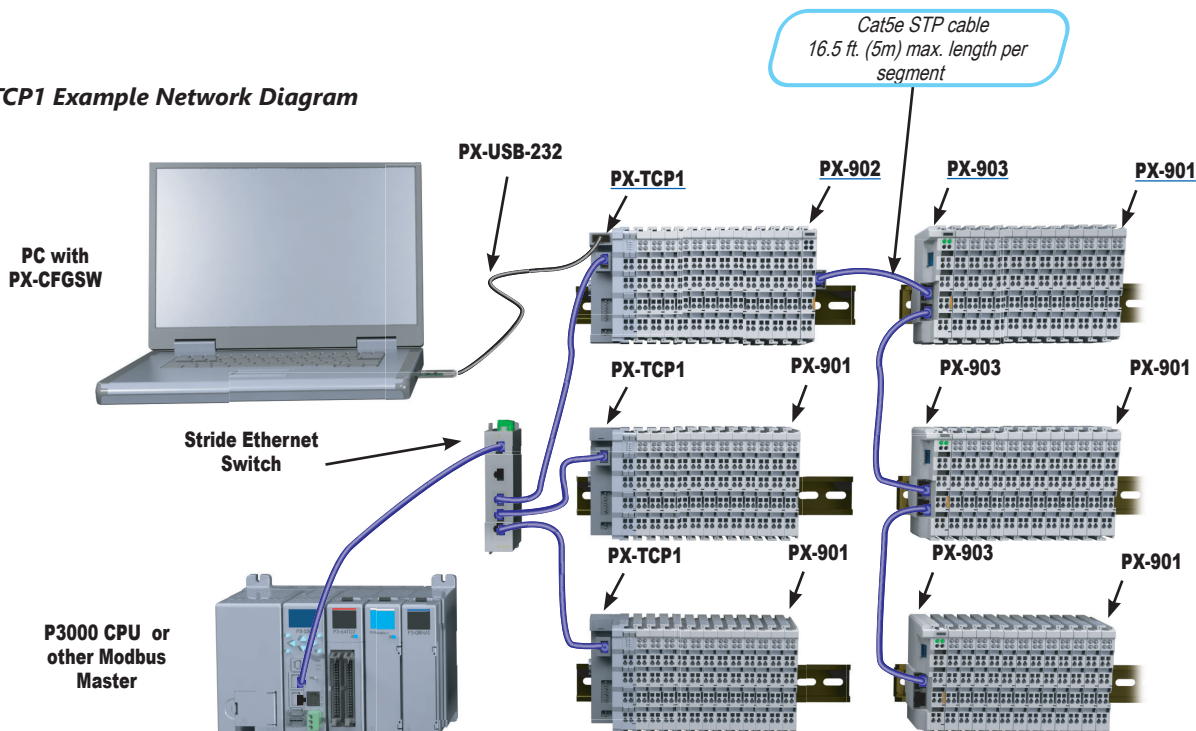 Cat5e STP cable
16.5 ft. (5m) max. length per
segment
TCP1 Example Network Diagram
PX-USB-232
PX-TCP1
PX-902
PX-903
PX-901
PC with
PX-CFGSW
PX-TCP1
PX-901
PX-903
PX-901
Stride Ethernet
Switch
PX-TCP1
PX-901
PX-903
PX-901
P3000 CPU or
other Modbus
Master